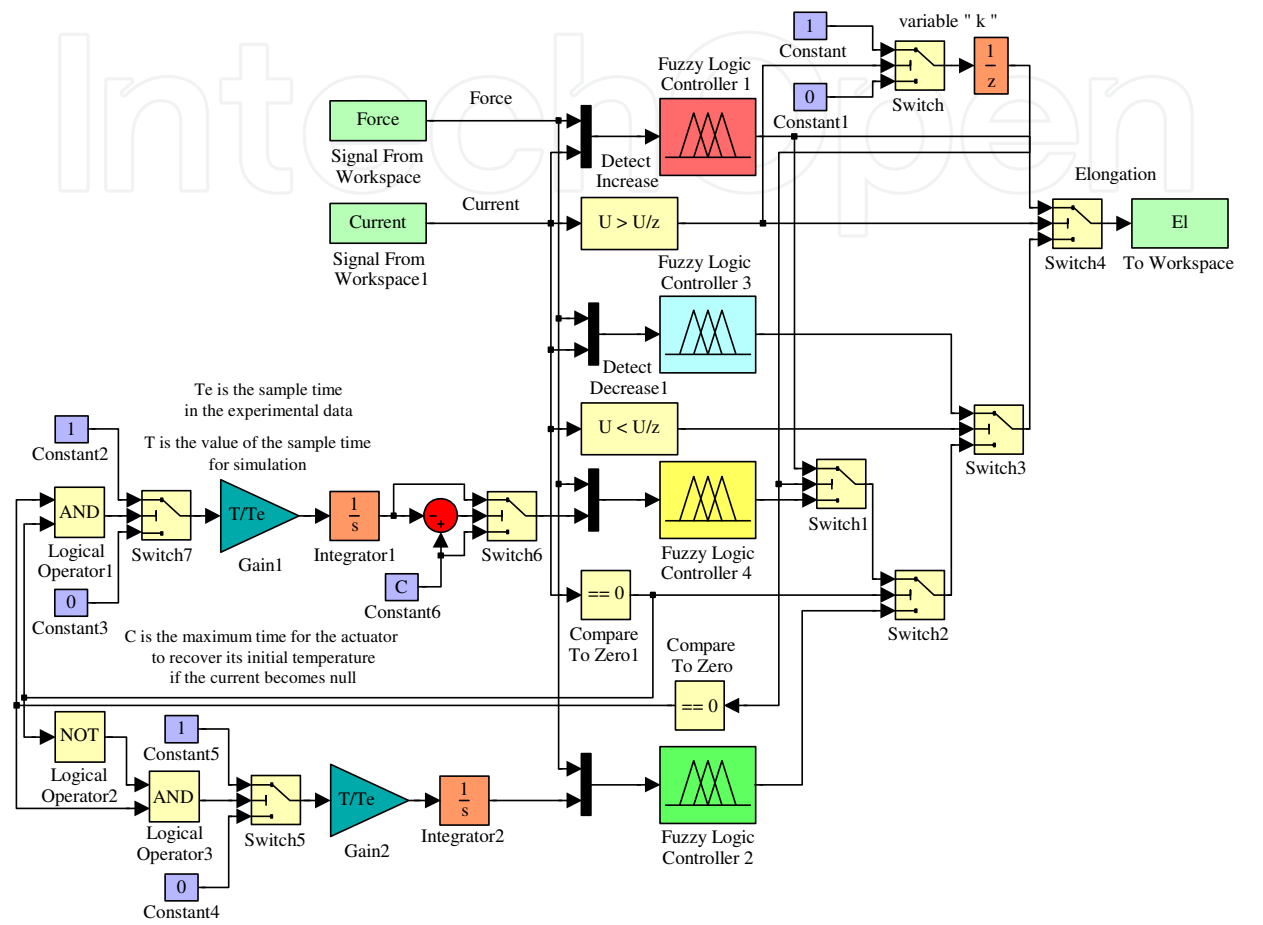 IntechOpen
variable " k "
1
Constant
0
Constant1
Switch
1
z
Fuzzy Logic
Controller 1
Force
Force
Signal From
Workspace
Detect
Increase
Current
Current
Signal From
Workspace1
U > U/z
Elongation
Switch4
El
To Workspace
Fuzzy Logic
Controller 3
Detect
Decrease1
U < U/z
Switch3
Te is the sample time
in the experimental data
T is the value of the sample time
for simulation
1
Constant2
AND
Logical
Operator1
Switch7
0
Constant3
T/Te
Gain1
1
s
Integrator1
-
+
C
Constant6
Switch6
Fuzzy Logic
Controller 4
Switch1
== 0
Compare
To Zero1
Switch2
C is the maximum time for the actuator
to recover its initial temperature
if the current becomes null
Compare
To Zero
== 0
NOT
Logical
Operator2
1
Constant5
AND
Logical
Operator3
Switch5
0
Constant4
T/Te
Gain2
1
s
Integrator2
Fuzzy Logic
Controller 2